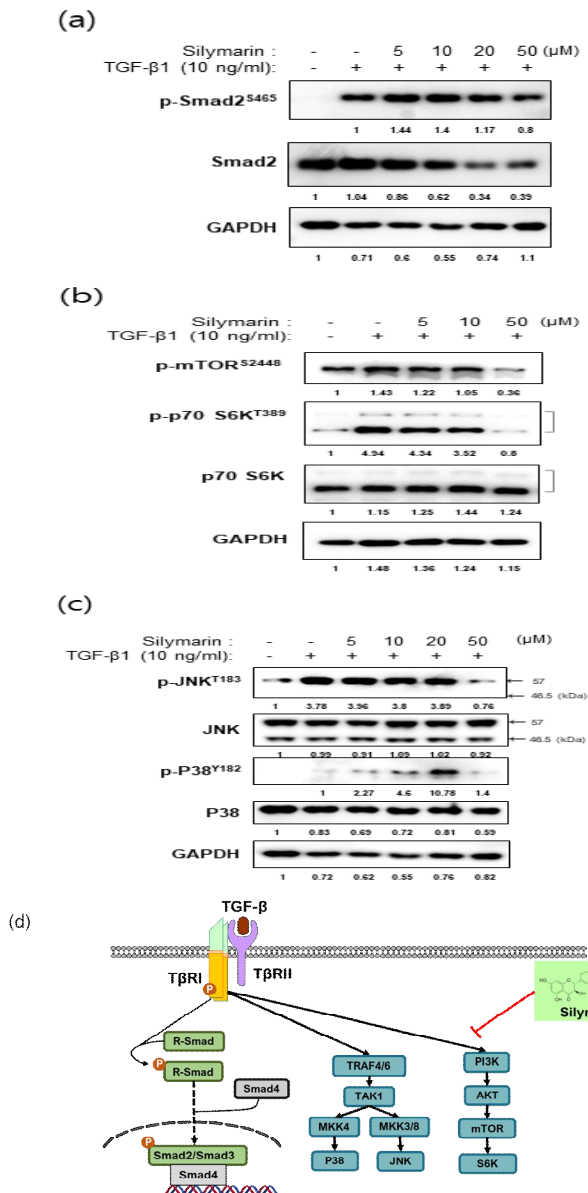 (a)
Silymarin : - - 5 10 20 50 (µM)
TGF-β1 (10 ng/ml): - + + + + +
p-Smad2S465
1 1.44 1.4 1.17 0.8
Smad2
1 1.04 0.86 0.62 0.34 0.39
GAPDH
1 0.71 0.6 0.55 0.74 1.1
(b)
Silymarin : - - 5 10 50 (µM)
TGF-β1 (10 ng/ml): - + + + +
p-mTORS2448
1 1.43 1.22 1.05 0.36
p-p70 S6KT389
1 4.94 4.34 3.52 0.8
p70 S6K
1 1.15 1.25 1.44 1.24
GAPDH
1 1.48 1.36 1.24 1.15
(c)
Silymarin : - - 5 10 20 50 (µM)
TGF-β1 (10 ng/ml): - + + + + +
p-JNKT183
57
46.5 (kDa)
1 3.78 3.96 3.8 3.89 0.76
JNK
57
46.5 (kDa)
1 0.99 0.91 1.09 1.02 0.92
p-P38Y182
1 2.27 4.6 10.78 1.4
P38
1 0.83 0.69 0.72 0.81 0.59
GAPDH
1 0.72 0.62 0.55 0.76 0.82
(d)
TGF-β
TβRI
TβRII
P
HO
OH
O
Silyr
R-Smad
P
R-Smad
Smad4
TRAF4/6
TAK1
MKK4
MKK3/8
P38
JNK
PI3K
AKT
mTOR
S6K
P
Smad2/Smad3
Smad4